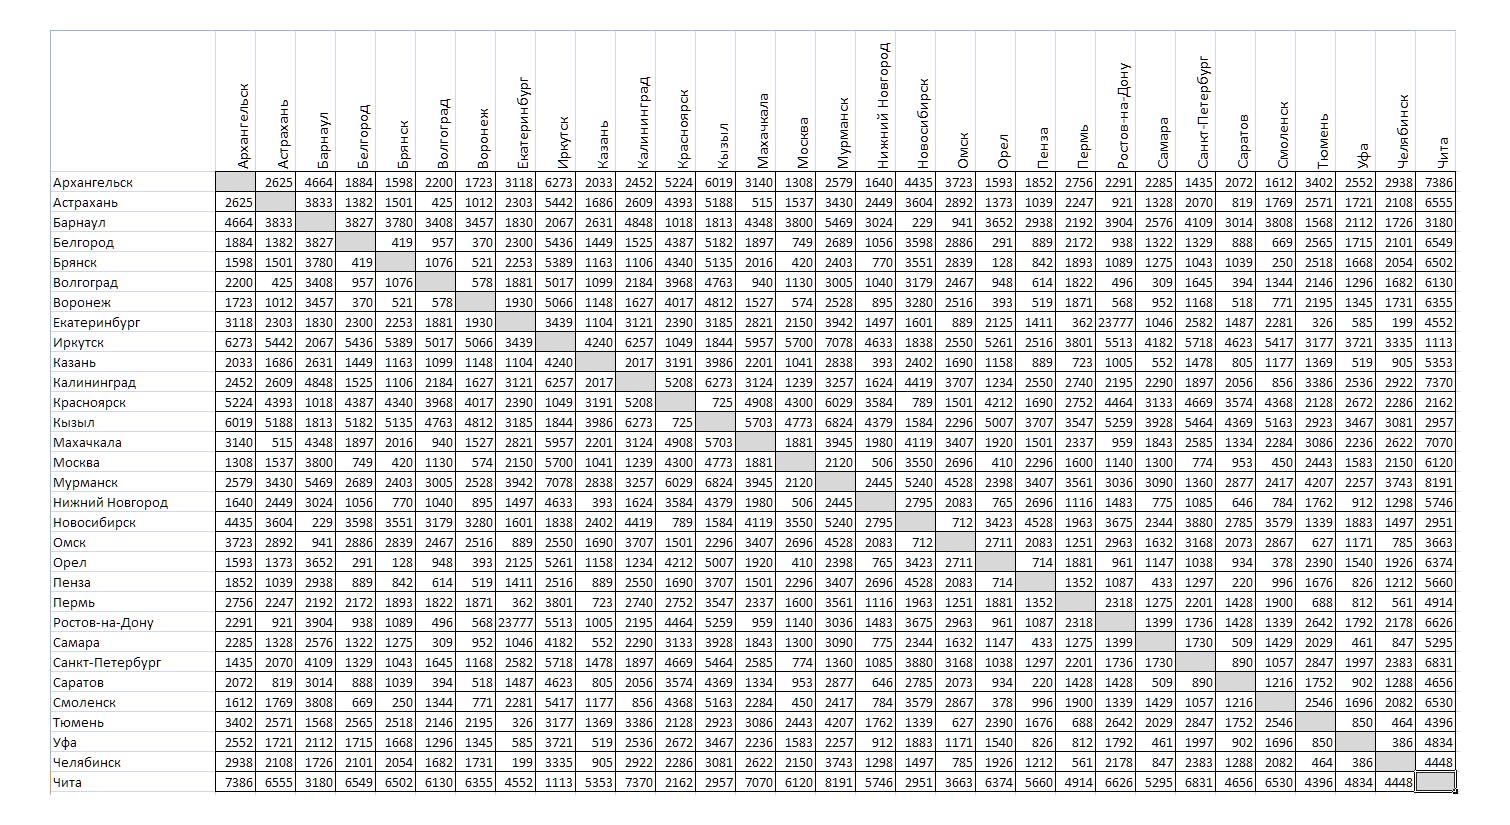 Архангельск Астрахань Барнаул Белгород Брянск Волгоград Воронеж Екатеринбург Иркутск Казань Калининград Красноярск Кызыл Махачкала Москва Мурманск Нижний Новгород Новосибирск Омск Орел Пенза Пермь Ростов-на-Дону Самара Санкт-Петербург Саратов Смоленск Тюмень Уфа Челябинск Чита
Архангельск 2625 4664 1884 1598 2200 1723 3118 6273 2033 2452 5224 6019 3140 1308 2579 1640 4435 3723 1593 1852 2756 2291 2285 1435 2072 1612 3402 2552 2938 7386
Астрахань 2625 3833 1382 1501 425 1012 2303 5442 1686 2609 4393 5188 515 1537 3430 2449 3604 2892 1373 1039 2247 921 1328 2070 819 1769 2571 1721 2108 6555
Барнаул 4664 3833 3827 3780 3408 3457 1830 2067 2631 4848 1018 1813 4348 3800 5469 3024 229 941 3652 2938 2192 3904 2576 4109 3014 3808 1568 2112 1726 3180
Белгород 1884 1382 3827 419 957 370 2300 5436 1449 1525 4387 5182 1897 749 2689 1056 3598 2886 291 889 2172 938 1322 1329 888 669 2565 1715 2101 6549
Брянск 1598 1501 3780 419 1076 521 2253 5389 1163 1106 4340 5135 2016 420 2403 770 3551 2839 128 842 1893 1089 1275 1043 1039 250 2518 1668 2054 6502
Волгоград 2200 425 3408 957 1076 578 1881 5017 1099 2184 3968 4763 940 1130 3005 1040 3179 2467 948 614 1822 496 309 1645 394 1344 2146 1296 1682 6130
Воронеж 1723 1012 3457 370 521 578 1930 5066 1148 1627 4017 4812 1527 574 2528 895 3280 2516 393 519 1871 568 952 1168 518 771 2195 1345 1731 6355
Екатеринбург 3118 2303 1830 2300 2253 1881 1930 3439 1104 3121 2390 3185 2821 2150 3942 1497 1601 889 2125 1411 362 23777 1046 2582 1487 2281 326 585 199 4552
Иркутск 6273 5442 2067 5436 5389 5017 5066 3439 4240 6257 1049 1844 5957 5700 7078 4633 1838 2550 5261 2516 3801 5513 4182 5718 4623 5417 3177 3721 3335 1113
Казань 2033 1686 2631 1449 1163 1099 1148 1104 4240 2017 3191 3986 2201 1041 2838 393 2402 1690 1158 889 723 1005 552 1478 805 1177 1369 519 905 5353
Калининград 2452 2609 4848 1525 1106 2184 1627 3121 6257 2017 5208 6273 3124 1239 3257 1624 4419 3707 1234 2550 2740 2195 2290 1897 2056 856 3386 2536 2922 7370
Красноярск 5224 4393 1018 4387 4340 3968 4017 2390 1049 3191 5208 725 4908 4300 6029 3584 789 1501 4212 1690 2752 4464 3133 4669 3574 4368 2128 2672 2286 2162
Кызыл 6019 5188 1813 5182 5135 4763 4812 3185 1844 3986 6273 725 5703 4773 6824 4379 1584 2296 5007 3707 3547 5259 3928 5464 4369 5163 2923 3467 3081 2957
Махачкала 3140 515 4348 1897 2016 940 1527 2821 5957 2201 3124 4908 5703 1881 3945 1980 4119 3407 1920 1501 2337 959 1843 2585 1334 2284 3086 2236 2622 7070
Москва 1308 1537 3800 749 420 1130 574 2150 5700 1041 1239 4300 4773 1881 2120 506 3550 2696 410 2296 1600 1140 1300 774 953 450 2443 1583 2150 6120
Мурманск 2579 3430 5469 2689 2403 3005 2528 3942 7078 2838 3257 6029 6824 3945 2120 2445 5240 4528 2398 3407 3561 3036 3090 1360 2877 2417 4207 2257 3743 8191
Нижний Новгород 1640 2449 3024 1056 770 1040 895 1497 4633 393 1624 3584 4379 1980 506 2445 2795 2083 765 2696 1116 1483 775 1085 646 784 1762 912 1298 5746
Новосибирск 4435 3604 229 3598 3551 3179 3280 1601 1838 2402 4419 789 1584 4119 3550 5240 2795 712 3423 4528 1963 3675 2344 3880 2785 3579 1339 1883 1497 2951
Омск 3723 2892 941 2886 2839 2467 2516 889 2550 1690 3707 1501 2296 3407 2696 4528 2083 712 2711 2083 1251 2963 1632 3168 2073 2867 627 1171 785 3663
Орел 1593 1373 3652 291 128 948 393 2125 5261 1158 1234 4212 5007 1920 410 2398 765 3423 2711 714 1881 961 1147 1038 934 378 2390 1540 1926 6374
Пенза 1852 1039 2938 889 842 614 519 1411 2516 889 2550 1690 3707 1501 2296 3407 2696 4528 2083 714 1352 1087 433 1297 220 996 1676 826 1212 5660
Пермь 2756 2247 2192 2172 1893 1822 1871 362 3801 723 2740 2752 3547 2337 1600 3561 1116 1963 1251 1881 1352 2318 1275 2201 1428 1900 688 812 561 4914
Ростов-на-Дону 2291 921 3904 938 1089 496 568 23777 5513 1005 2195 4464 5259 959 1140 3036 1483 3675 2963 961 1087 2318 1399 1736 1428 1339 2642 1792 2178 6626
Самара 2285 1328 2576 1322 1275 309 952 1046 4182 552 2290 3133 3928 1843 1300 3090 775 2344 1632 1147 433 1275 1399 1730 509 1429 2029 461 847 5295
Санкт-Петербург 1435 2070 4109 1329 1043 1645 1168 2582 5718 1478 1897 4669 5464 2585 774 1360 1085 3880 3168 1038 1297 2201 1736 1730 890 1057 2847 1997 2383 6831
Саратов 2072 819 3014 888 1039 394 518 1487 4623 805 2056 3574 4369 1334 953 2877 646 2785 2073 934 220 1428 1428 509 890 1216 1752 902 1288 4656
Смоленск 1612 1769 3808 669 250 1344 771 2281 5417 1177 856 4368 5163 2284 450 2417 784 3579 2867 378 996 1900 1339 1429 1057 1216 2546 1696 2082 6530
Тюмень 3402 2571 1568 2565 2518 2146 2195 326 3177 1369 3386 2128 2923 3086 2443 4207 1762 1339 627 2390 1676 688 2642 2029 2847 1752 2546 850 464 4396
Уфа 2552 1721 2112 1715 1668 1296 1345 585 3721 519 2536 2672 3467 2236 1583 2257 912 1883 1171 1540 826 812 1792 461 1997 902 1696 850 386 4834
Челябинск 2938 2108 1726 2101 2054 1682 1731 199 3335 905 2922 2286 3081 2622 2150 3743 1298 1497 785 1926 1212 561 2178 847 2383 1288 2082 464 386 4448
Чита 7386 6555 3180 6549 6502 6130 6355 4552 1113 5353 7370 2162 2957 7070 6120 8191 5746 2951 3663 6374 5660 4914 6626 5295 6831 4656 6530 4396 4834 4448